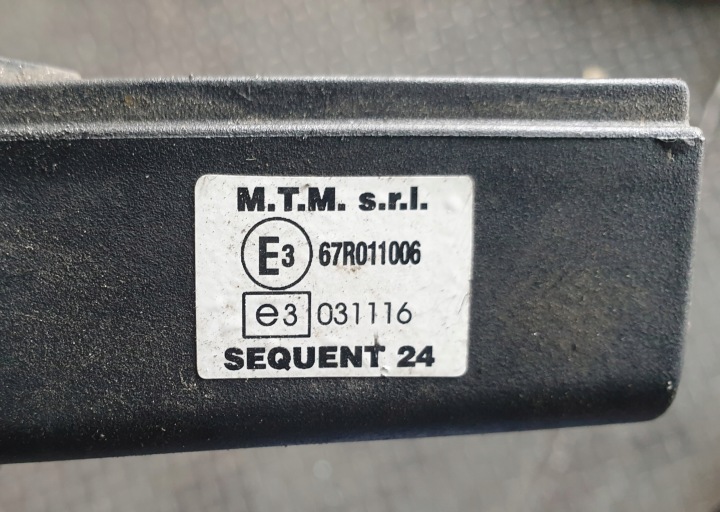 M.T.M. s.r.l.
E3 67R011006
e3 031116
SEQUENT 24